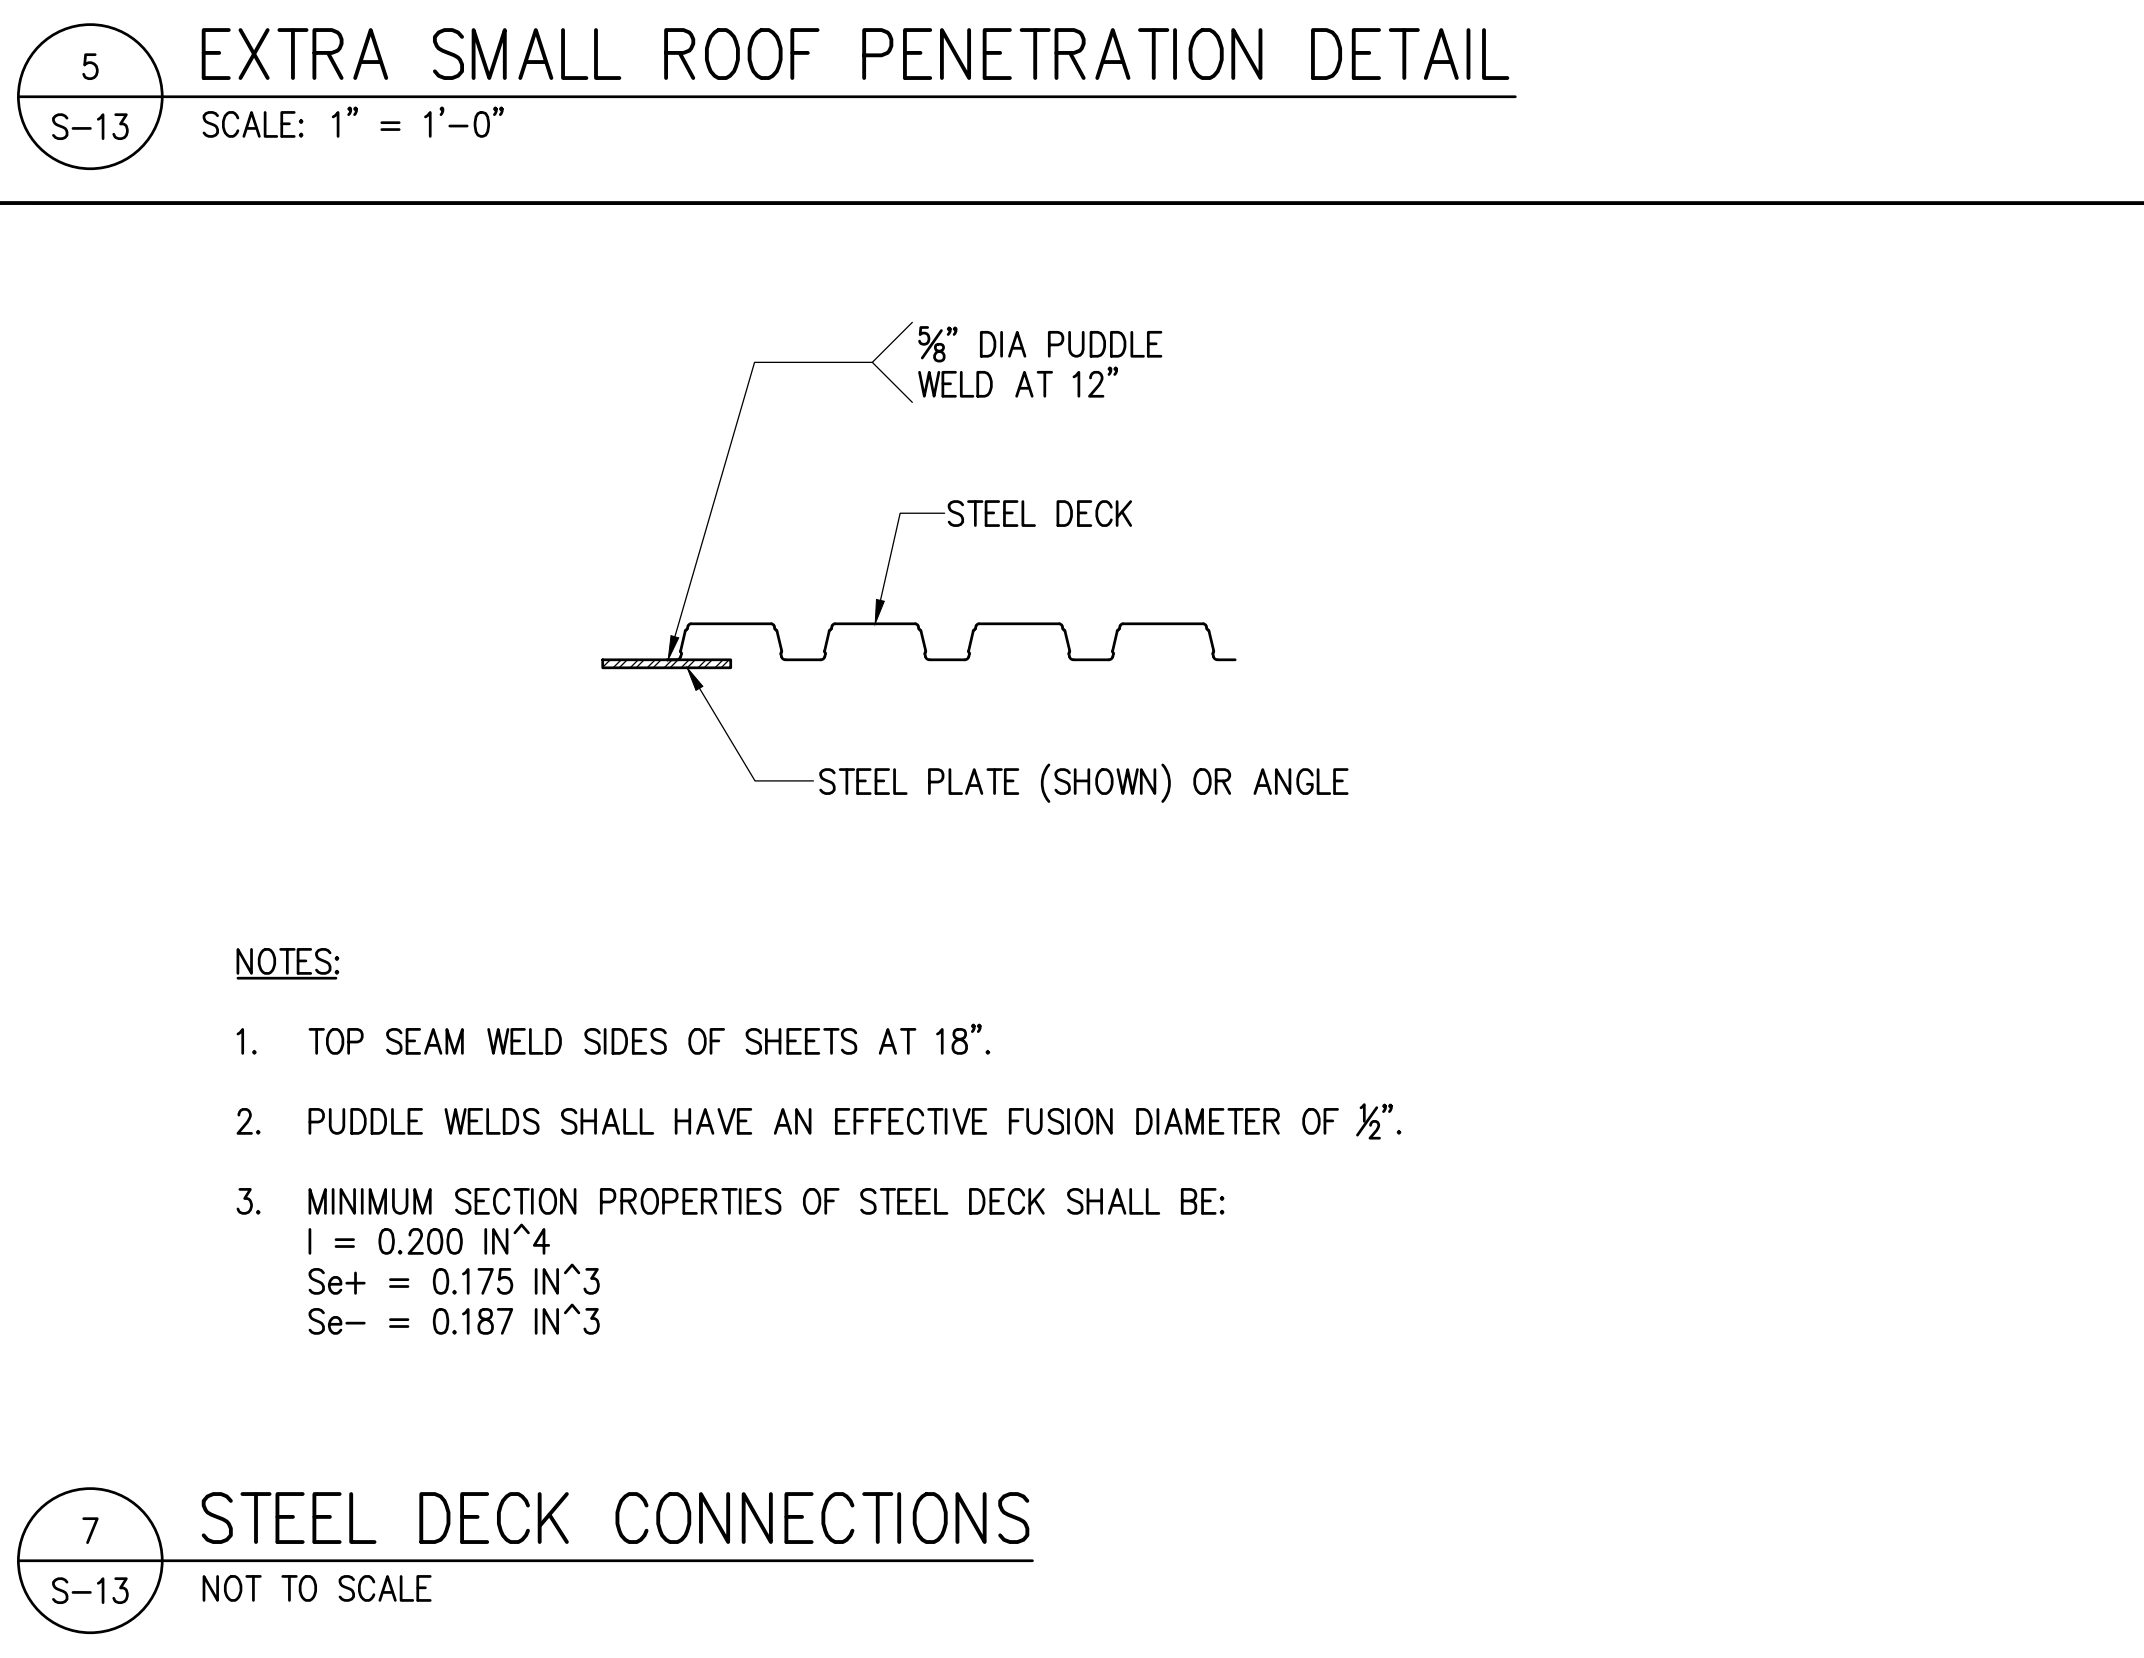 5
EXTRA SMALL ROOF PENETRATION DETAIL
S-13
SCALE: 1" = 1'-0"
5/8" DIA PUDDLE
WELD AT 12"
STEEL DECK
STEEL PLATE (SHOWN) OR ANGLE
NOTES:
1. TOP SEAM WELD SIDES OF SHEETS AT 18".
2. PUDDLE WELDS SHALL HAVE AN EFFECTIVE FUSION DIAMETER OF 1/2".
3. MINIMUM SECTION PROPERTIES OF STEEL DECK SHALL BE:
I = 0.200 IN^4
Se+ = 0.175 IN^3
Se- = 0.187 IN^3
7
STEEL DECK CONNECTIONS
S-13
NOT TO SCALE